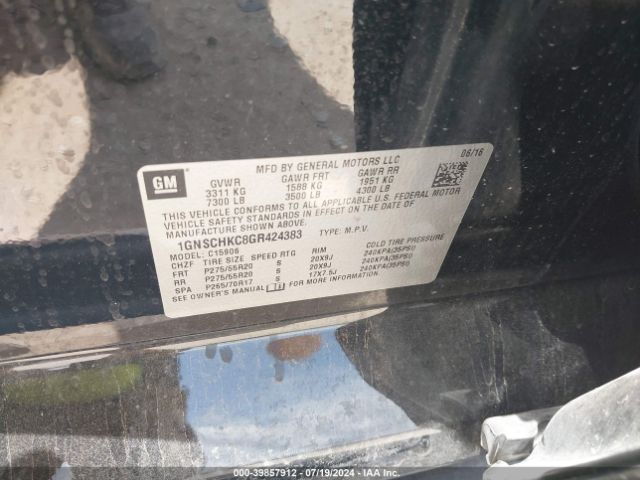 GM
MFD BY GENERAL MOTORS LLC
06/16
GVWR GAWR FRT GAWR RR
3311 KG 1588 KG 1951 KG
7300 LB 3500 LB 4300 LB
THIS VEHICLE CONFORMS TO ALL APPLICABLE U.S. FEDERAL MOTOR
VEHICLE SAFETY STANDARDS IN EFFECT ON THE DATE OF
MANUFACTURE SHOWN ABOVE.
1GNSCHKC8GR424383 TYPE: M.P.V.
MODEL: C15906
CHZF TIRE SIZE SPEED RTG RIM COLD TIRE PRESSURE
FRT P275/55R20 S 20X9J 240KPA(35PSI)
RR P275/55R20 S 20X9J 240KPA(35PSI)
SPA P265/70R17 S 17X7.5J 240KPA(35PSI)
SEE OWNER'S MANUAL FOR MORE INFORMATION
000-39857912 - 07/19/2024 - IAA Inc.